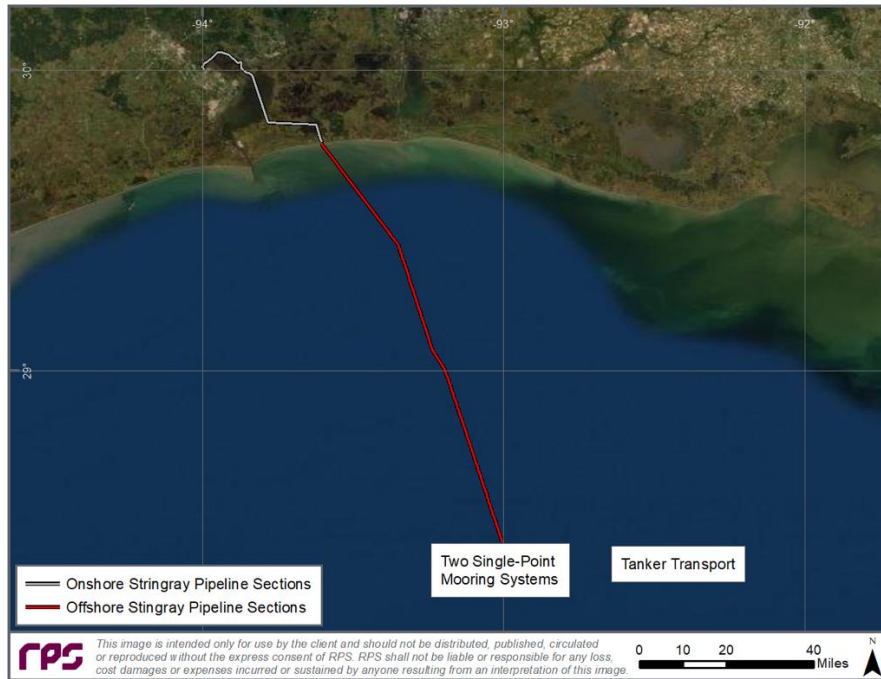 -94°
-93°
-92°
30°
29°
Two Single-Point
Mooring Systems
Tanker Transport
Onshore Stringray Pipeline Sections
Offshore Stingray Pipeline Sections
rps
This image is intended only for use by the client and should not be distributed, published, circulated
or reproduced without the express consent of RPS. RPS shall not be liable or responsible for any loss,
cost damages or expenses incurred or sustained by anyone resulting from an interpretation of this image.
0 10 20 40
Miles
N